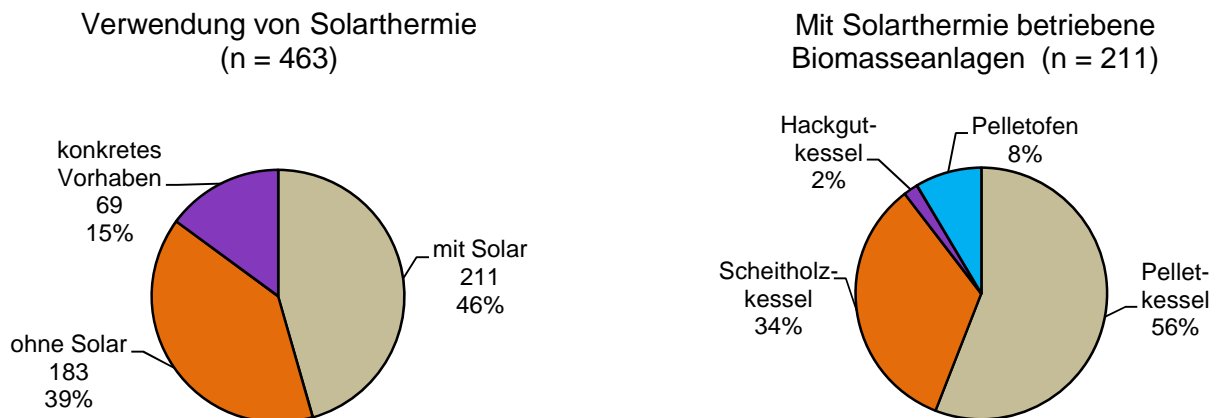 Verwendung von Solarthermie
(n = 463)
konkretes
Vorhaben
69
15%
mit Solar
211
46%
ohne Solar
183
39%
Mit Solarthermie betriebene
Biomasseanlagen (n = 211)
Hackgut-
kessel
2%
Pelletofen
8%
Scheitholz-
kessel
34%
Pellet-
kessel
56%